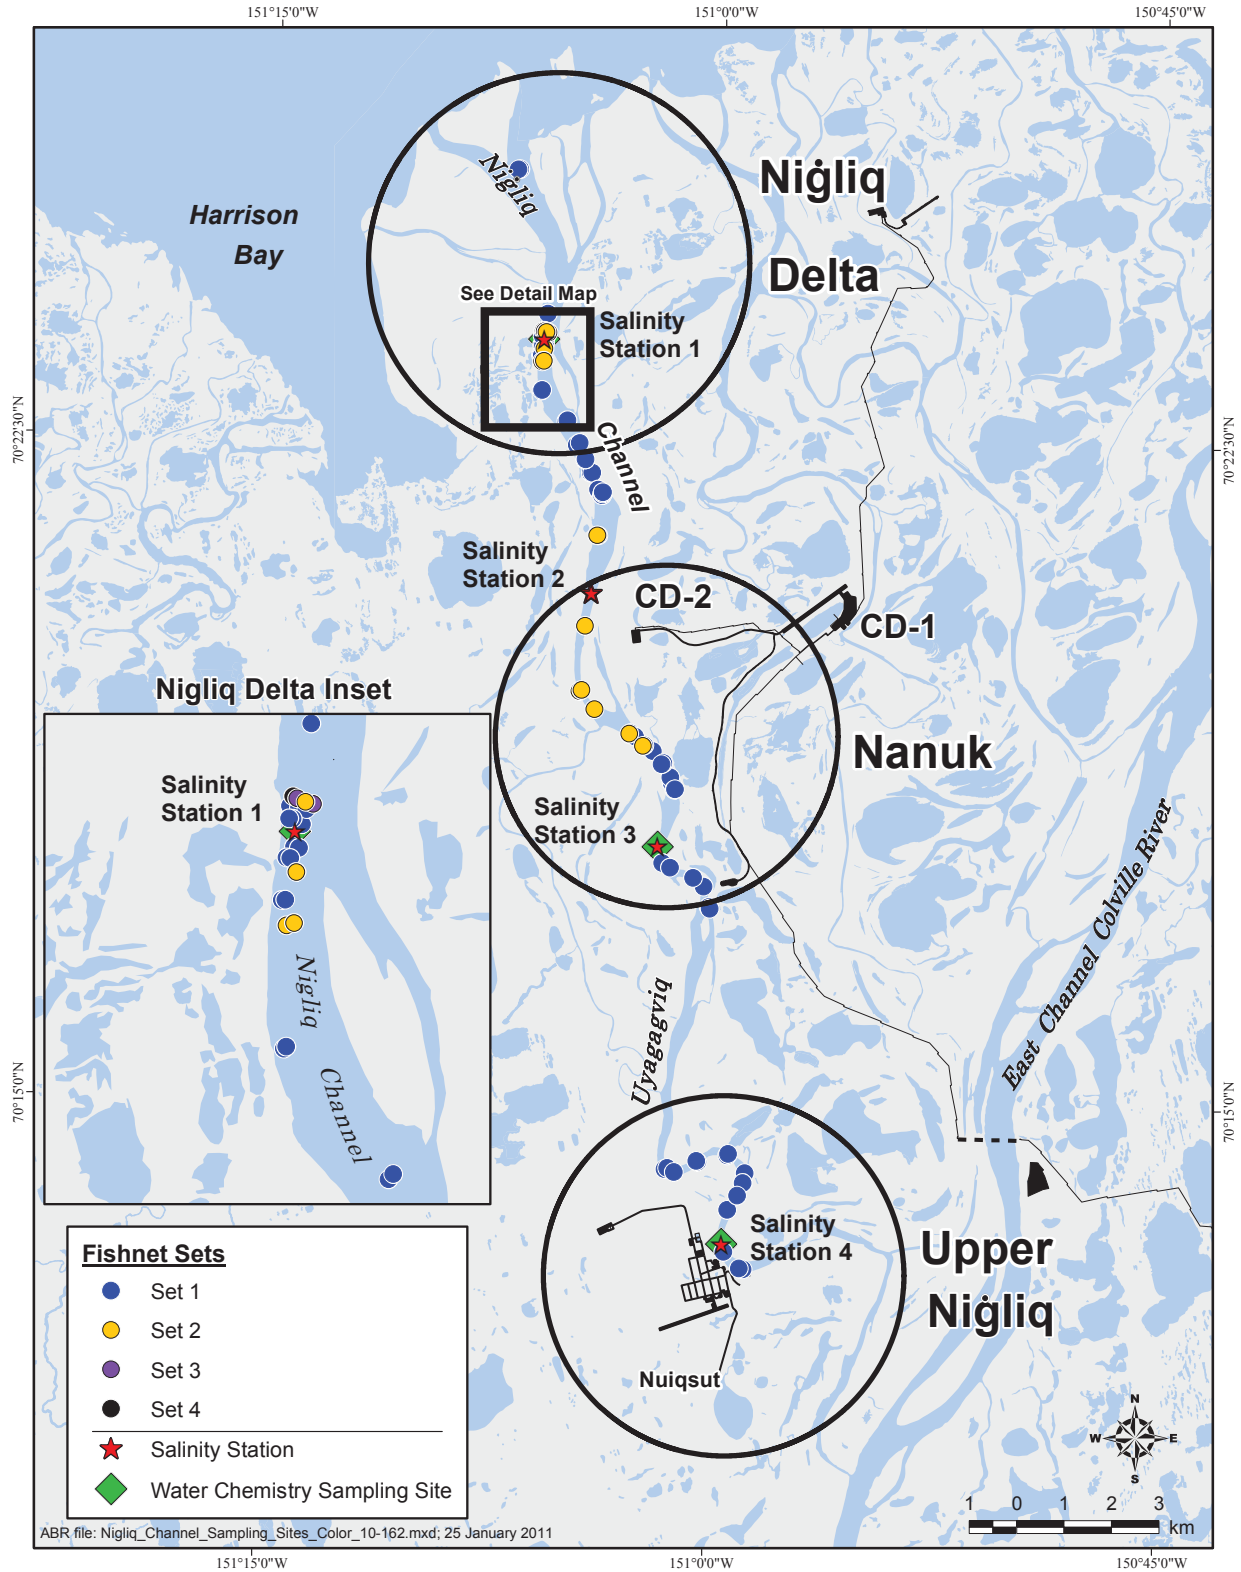 151°15'0"W
151°0'0"W
150°45'0"W
Niġliq
Delta
Niġliq
Harrison
Bay
See Detail Map
Salinity
Station 1
70°22'30"N
70°22'30"N
Channel
Salinity
Station 2
CD-2
CD-1
Nigliq Delta Inset
Nanuk
Salinity
Station 1
Salinity
Station 3
Nigliq
Channel
Uyagagviq
East Channel Colville River
70°15'0"N
70°15'0"N
Salinity
Station 4
Upper
Niġliq
Nuiqsut
Fishnet Sets
Set 1
Set 2
Set 3
Set 4
Salinity Station
Water Chemistry Sampling Site
N
W E
S
1 0 1 2 3
km
ABR file: Nigliq_Channel_Sampling_Sites_Color_10-162.mxd; 25 January 2011
151°15'0"W
151°0'0"W
150°45'0"W